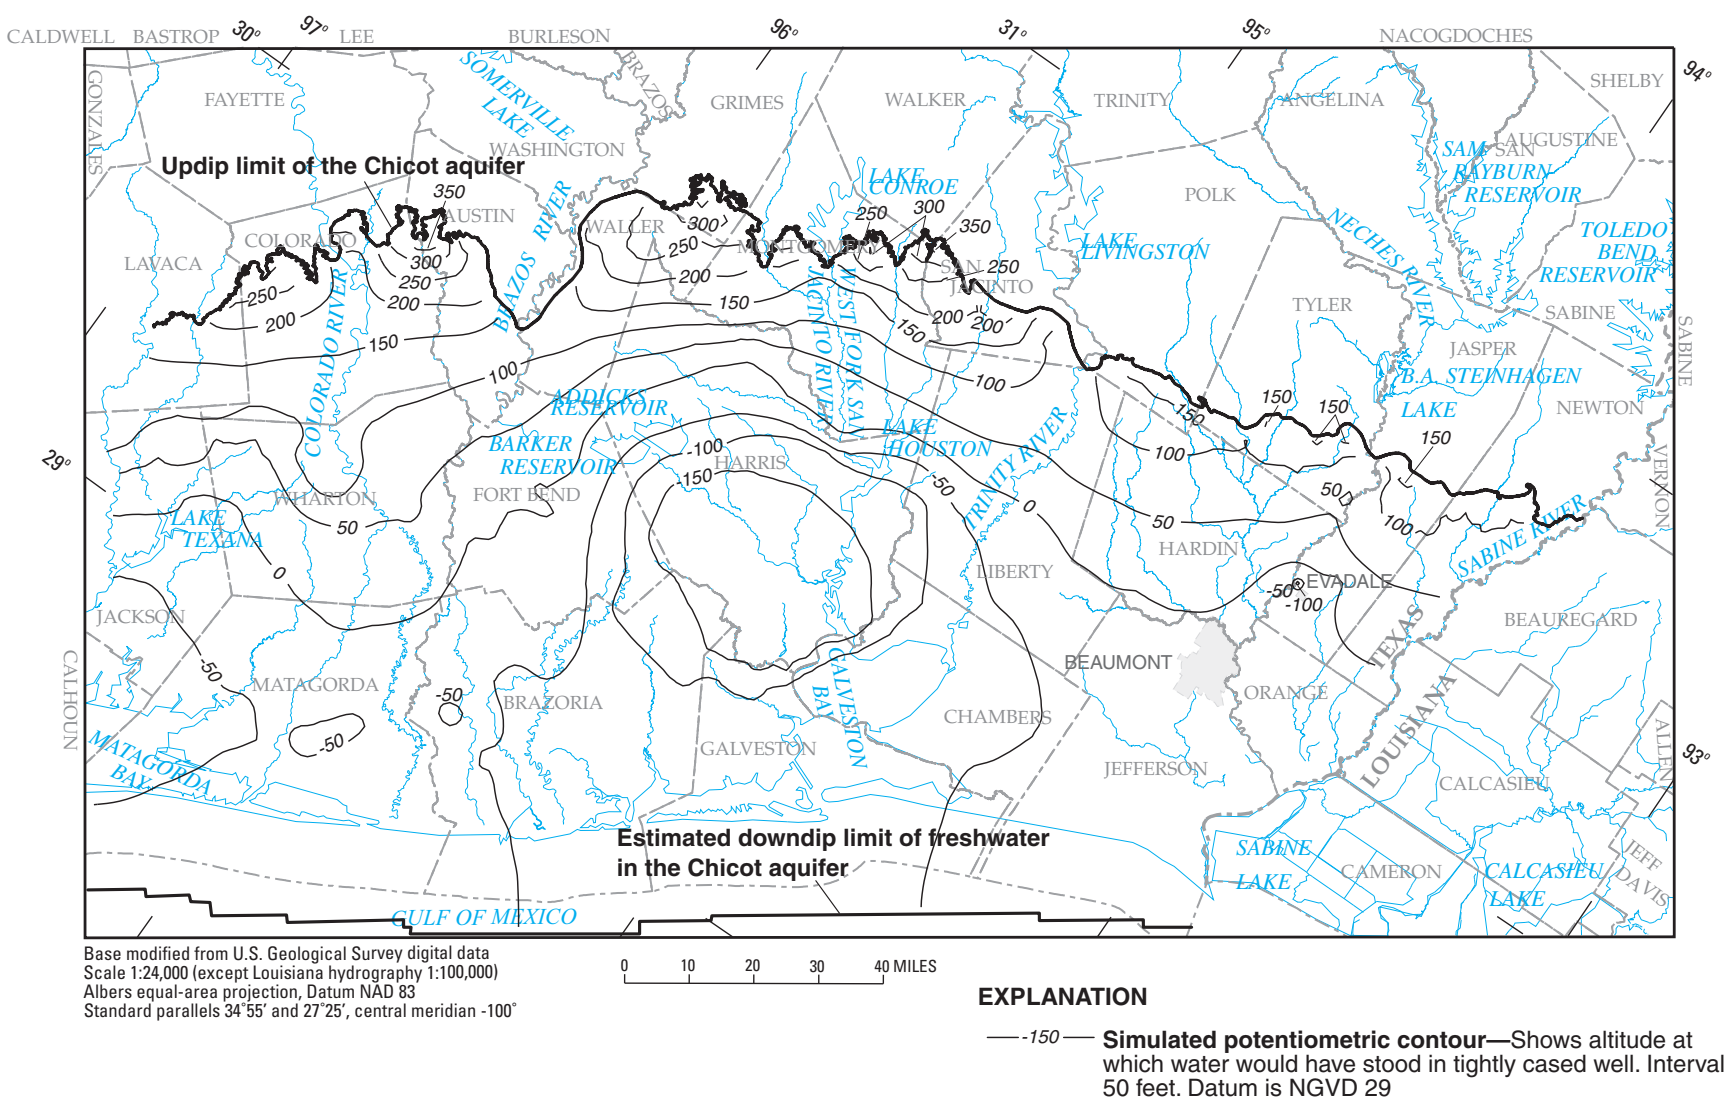 CALDWELL
BASTROP
30°
97°
LEE
BURLESON
96°
31°
95°
NACOGDOCHES
94°
GONZALES
FAYETTE
SOMERVILLE
LAKE
BRAZOS
GRIMES
WALKER
TRINITY
ANGELINA
SHELBY
SAN
AUGUSTINE
WASHINGTON
Updip limit of the Chicot aquifer
SAM
RAYBURN
RESERVOIR
LAKE
CONROE
POLK
350
AUSTIN
BRAZOS RIVER
WALLER
300
250
MONTGOMERY
250
300
350
SAN
JACINTO
250
LAKE
LIVINGSTON
NECHES RIVER
TOLEDO
BEND
RESERVOIR
COLORADO
LAVACA
300
250
200
250
200
200
150
200
200
150
TYLER
SABINE
SABINE
COLORADO RIVER
WEST FORK SAN
JACINTO RIVER
150
100
100
JASPER
B.A. STEINHAGEN
LAKE
NEWTON
ADDICKS
RESERVOIR
BARKER
RESERVOIR
LAKE
HOUSTON
TRINITY RIVER
150
150
150
150
100
VERNON
29°
-100
HARRIS
-150
-50
0
50
50
100
WHARTON
FORT BEND
50
LAKE
TEXANA
0
HARDIN
LIBERTY
SABINE RIVER
-50
EVADALE
-100
JACKSON
BEAUREGARD
TEXAS
LOUISIANA
BEAUMONT
CALHOUN
-50
MATAGORDA
-50
-50
BRAZORIA
GALVESTON
BAY
ORANGE
CHAMBERS
GALVESTON
JEFFERSON
ALLEN
93°
CALCASIEU
MATAGORDA
BAY
Estimated downdip limit of freshwater
in the Chicot aquifer
SABINE
LAKE
CAMERON
CALCASIEU
LAKE
JEFF
DAVIS
GULF OF MEXICO
Base modified from U.S. Geological Survey digital data
Scale 1:24,000 (except Louisiana hydrography 1:100,000)
Albers equal-area projection, Datum NAD 83
Standard parallels 34°55′ and 27°25′, central meridian -100°
0 10 20 30 40 MILES
EXPLANATION
-150
Simulated potentiometric contour—Shows altitude at
which water would have stood in tightly cased well. Interval
50 feet. Datum is NGVD 29